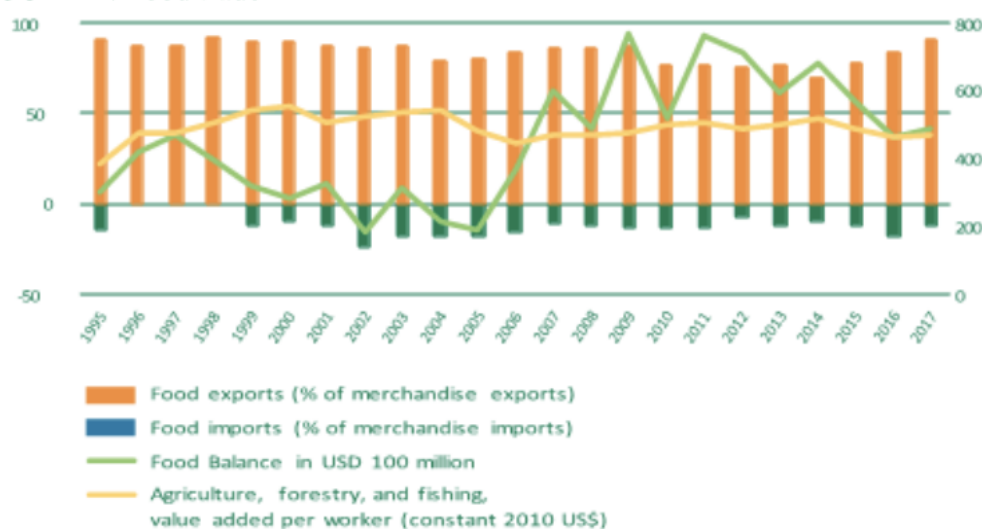 100
800
50
600
400
0
200
-50
0
1995 1996 1997 1998 1999 2000 2001 2002 2003 2004 2005 2006 2007 2008 2009 2010 2011 2012 2013 2014 2015 2016 2017
Food exports (% of merchandise exports)
Food imports (% of merchandise imports)
Food Balance in USD 100 million
Agriculture, forestry, and fishing,
value added per worker (constant 2010 US$)